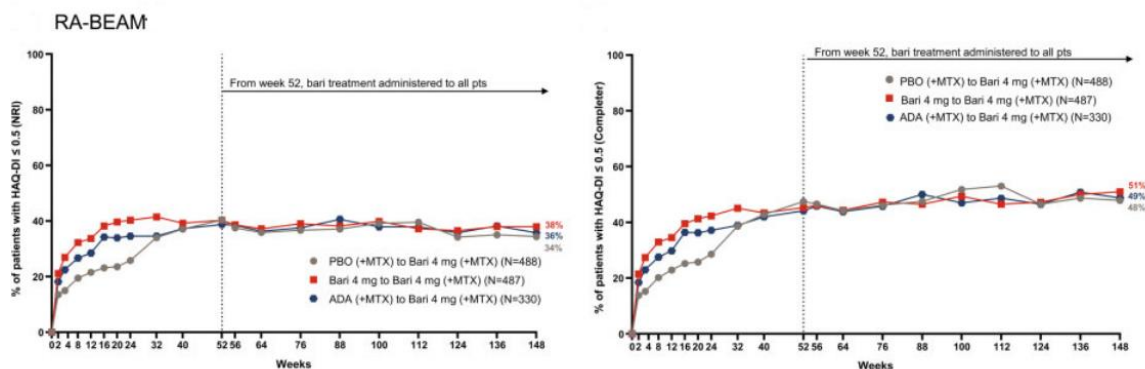 RA-BEAM
% of patients with HAQ-DI ≤ 0.5 (NRI)
100
80
60
40
20
0
From week 52, bari treatment administered to all pts
38%
36%
34%
PBO (+MTX) to Bari 4 mg (+MTX) (N=488)
Bari 4 mg to Bari 4 mg (+MTX) (N=487)
ADA (+MTX) to Bari 4 mg (+MTX) (N=330)
0 2 4 8 12 16 20 24 32 40 52 56 64 76 88 100 112 124 136 148
Weeks
% of patients with HAQ-DI ≤ 0.5 (Completer)
100
80
60
40
20
0
From week 52, bari treatment administered to all pts
PBO (+MTX) to Bari 4 mg (+MTX) (N=488)
Bari 4 mg to Bari 4 mg (+MTX) (N=487)
ADA (+MTX) to Bari 4 mg (+MTX) (N=330)
51%
49%
48%
0 2 4 8 12 16 20 24 32 40 52 56 64 76 88 100 112 124 136 148
Weeks